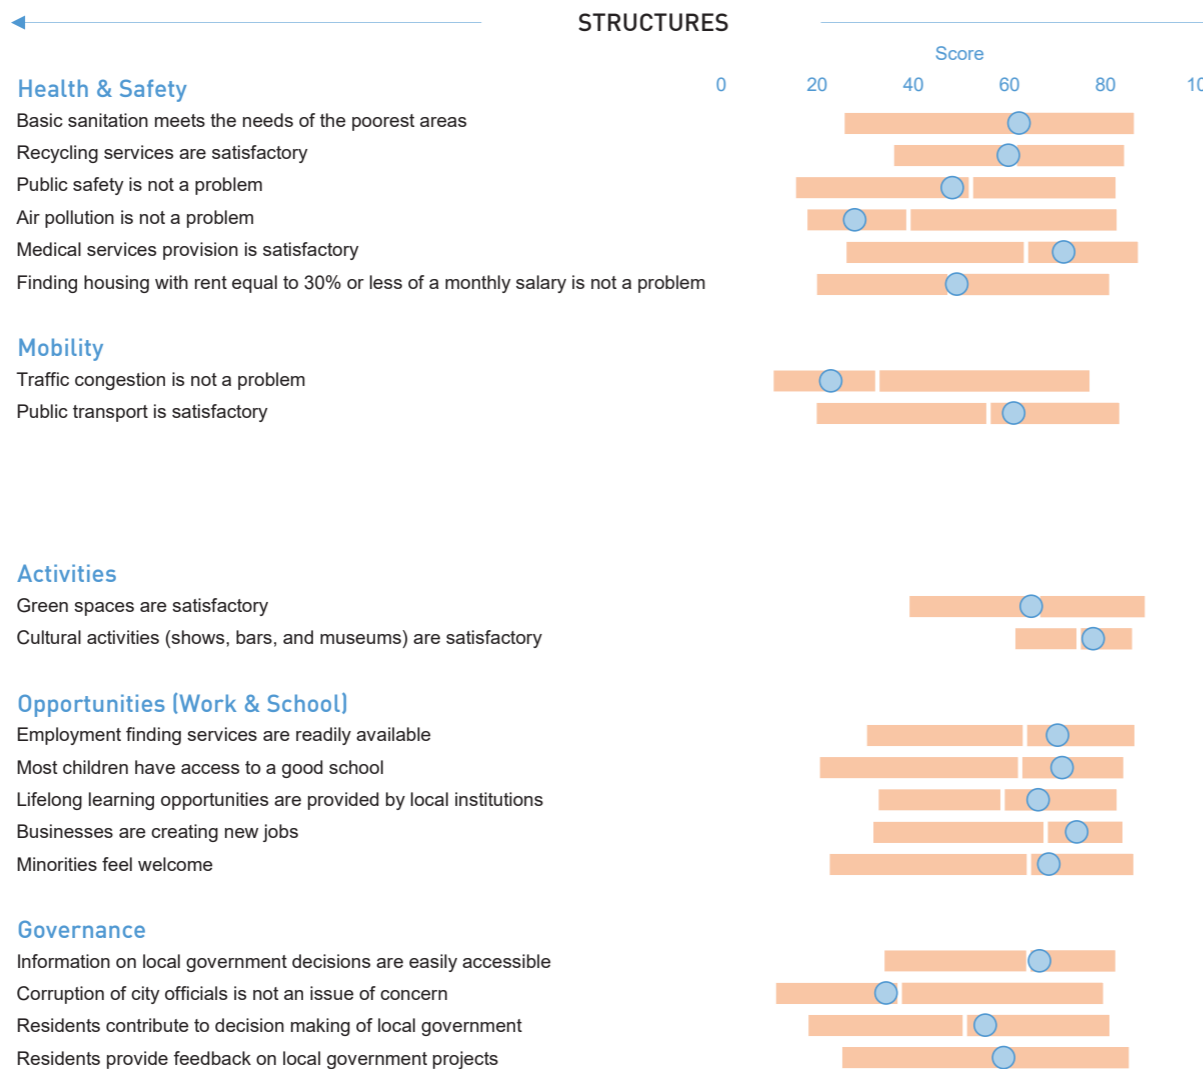 STRUCTURES
Score
Health & Safety
0 20 40 60 80 10
Basic sanitation meets the needs of the poorest areas
Recycling services are satisfactory
Public safety is not a problem
Air pollution is not a problem
Medical services provision is satisfactory
Finding housing with rent equal to 30% or less of a monthly salary is not a problem
Mobility
Traffic congestion is not a problem
Public transport is satisfactory
Activities
Green spaces are satisfactory
Cultural activities (shows, bars, and museums) are satisfactory
Opportunities (Work & School)
Employment finding services are readily available
Most children have access to a good school
Lifelong learning opportunities are provided by local institutions
Businesses are creating new jobs
Minorities feel welcome
Governance
Information on local government decisions are easily accessible
Corruption of city officials is not an issue of concern
Residents contribute to decision making of local government
Residents provide feedback on local government projects